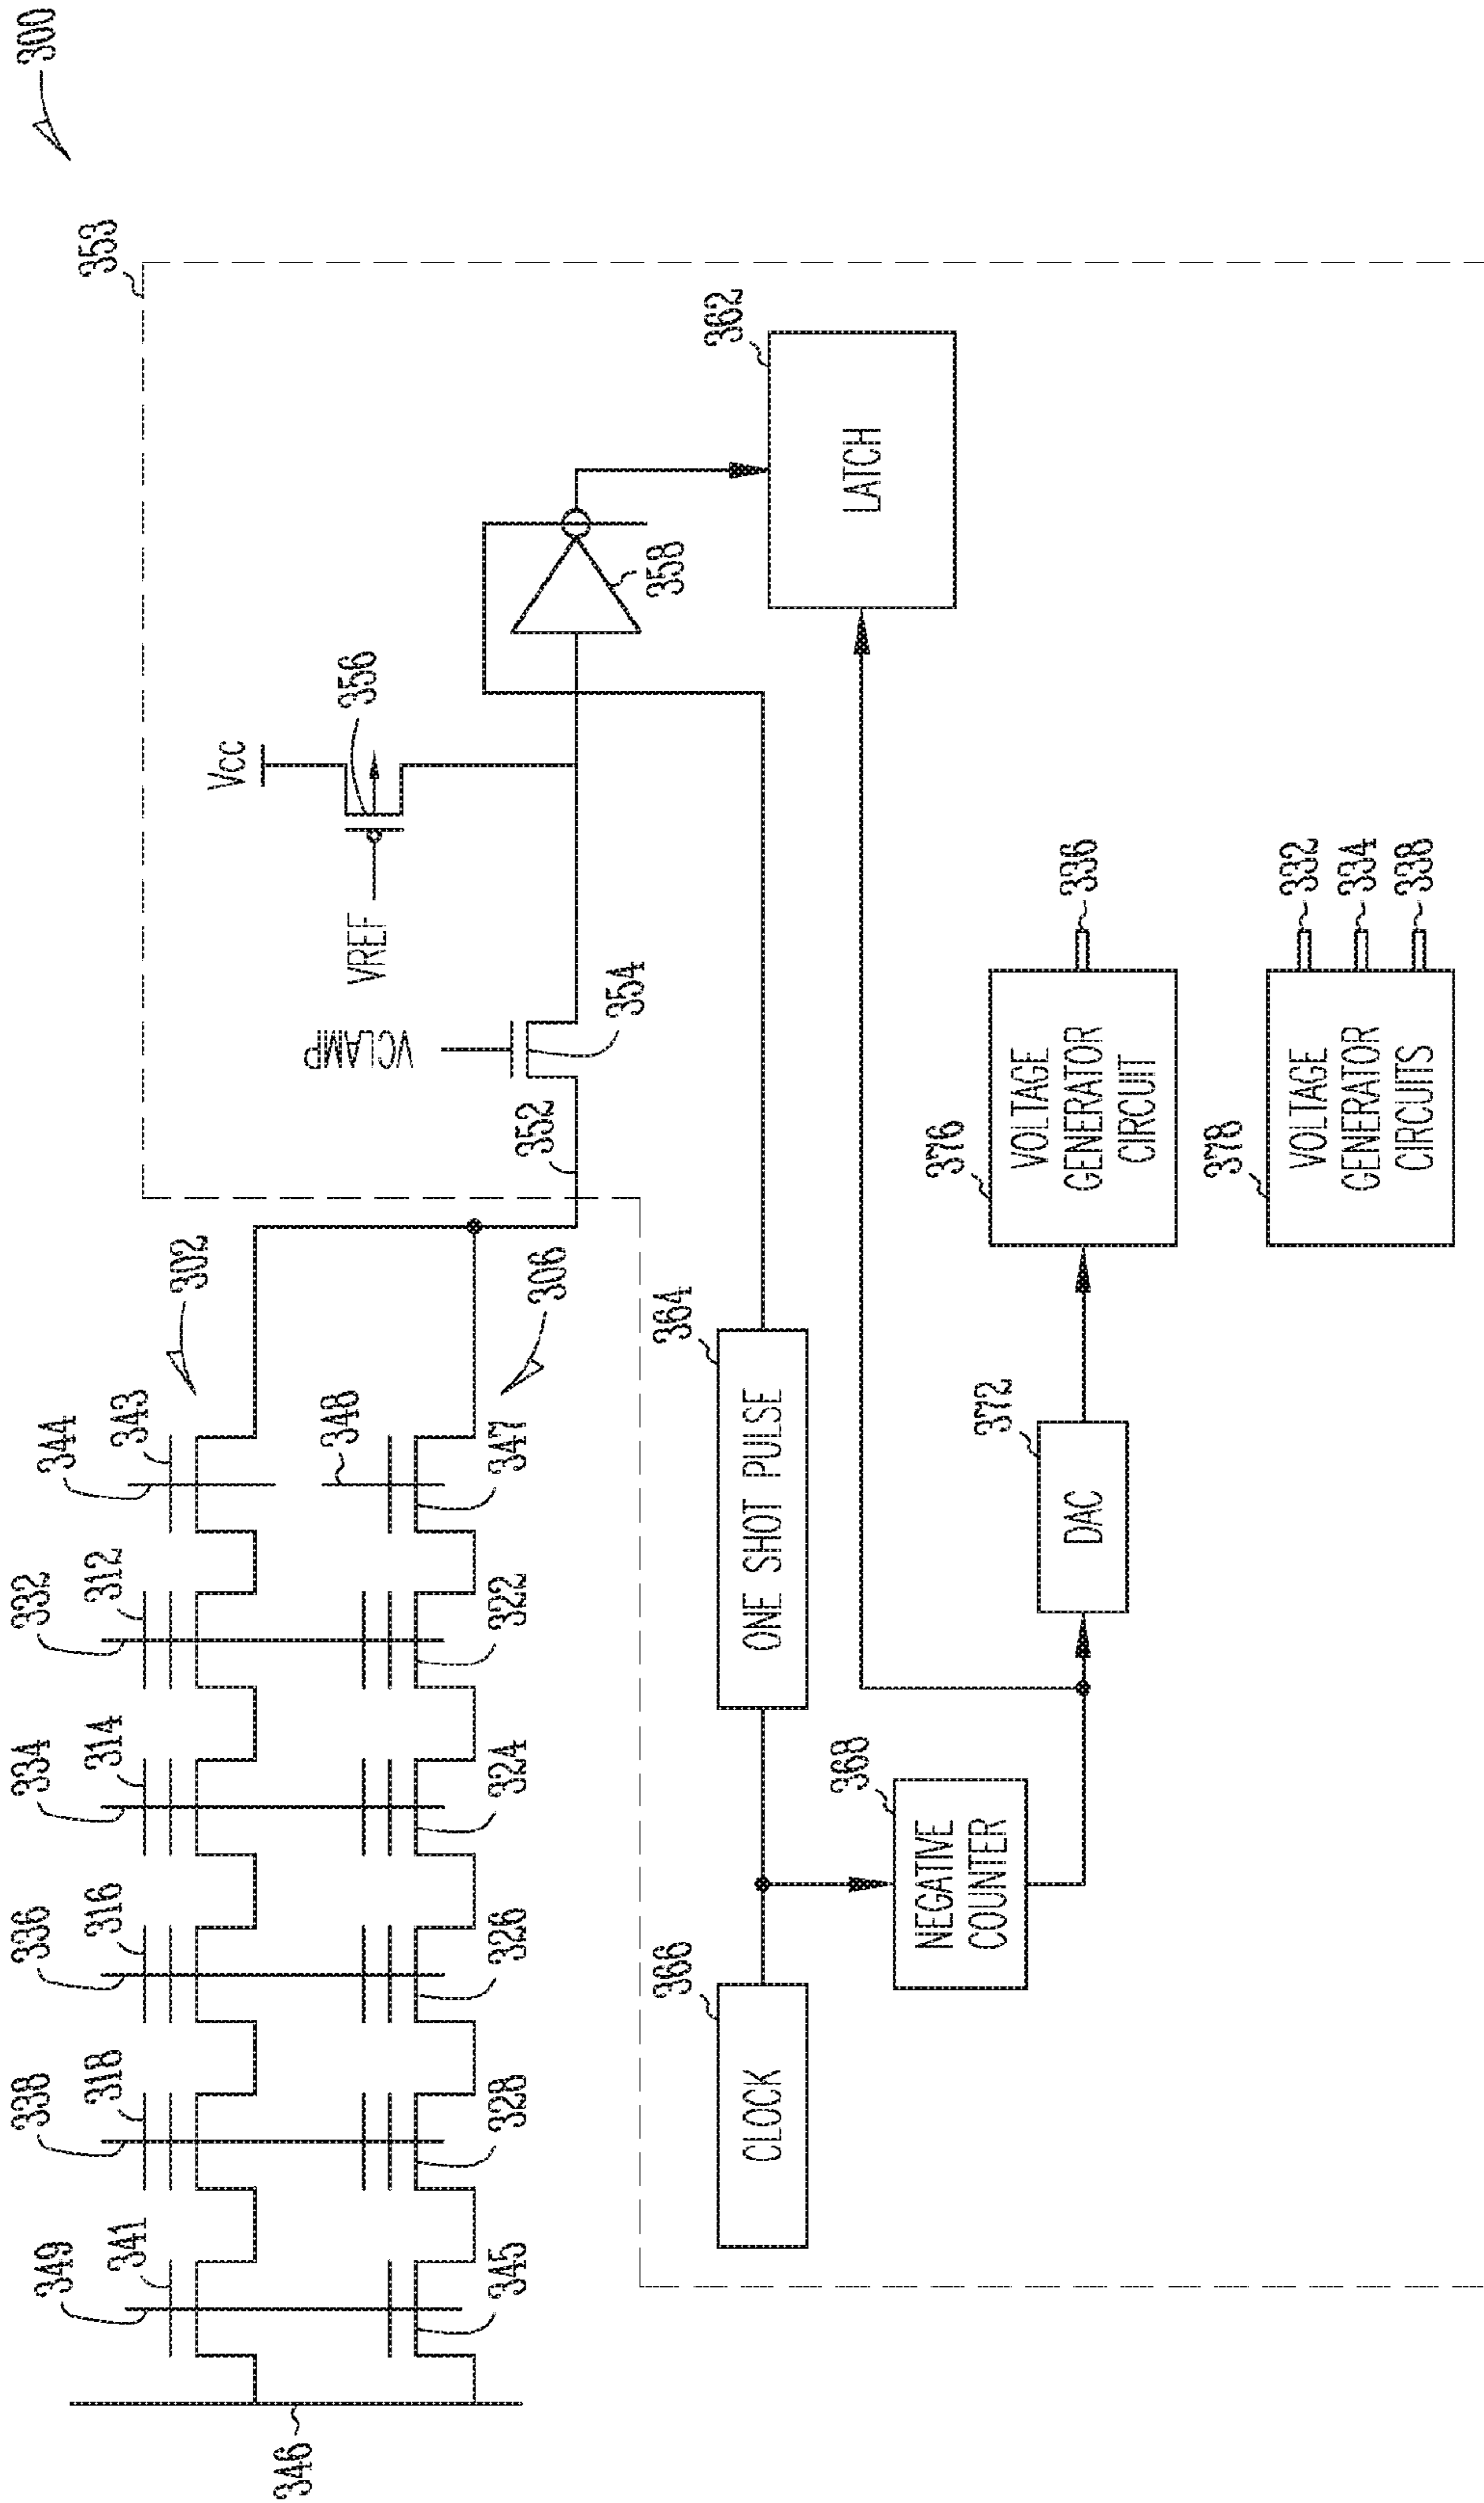 300
353
302
344
343
332
312
334
314
336
316
338
318
349
341
346
348
347
322
324
326
328
345
306
352
VCLAMP
354
VREF
Vcc
356
358
362
LATCH
364
ONE SHOT PULSE
366
CLOCK
368
NEGATIVE
COUNTER
372
DAC
376
VOLTAGE
GENERATOR
CIRCUIT
336
378
VOLTAGE
GENERATOR
CIRCUITS
332
334
338